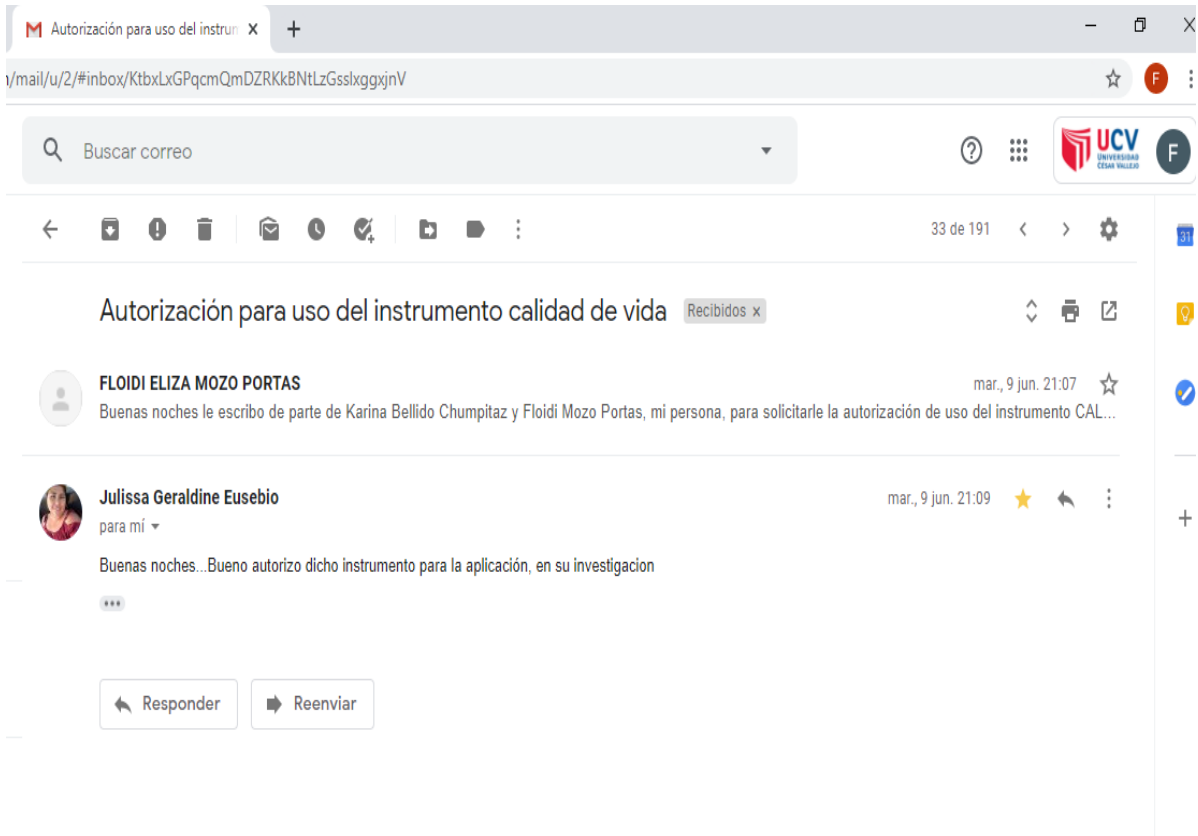 Autorización para uso del instrun
n/mail/u/2/#inbox/KtbxLxGPqcmQmDZRKkBNtLzGsslxggxjnV
F
Buscar correo
UCV
UNIVERSIDAD
CÉSAR VALLEJO
F
33 de 191
31
Autorización para uso del instrumento calidad de vida Recibidos x
FLOIDI ELIZA MOZO PORTAS mar., 9 jun. 21:07
Buenas noches le escribo de parte de Karina Bellido Chumpitaz y Floidi Mozo Portas, mi persona, para solicitarle la autorización de uso del instrumento CAL...
Julissa Geraldine Eusebio mar., 9 jun. 21:09
para mí
Buenas noches...Bueno autorizo dicho instrumento para la aplicación, en su investigacion
Responder Reenviar